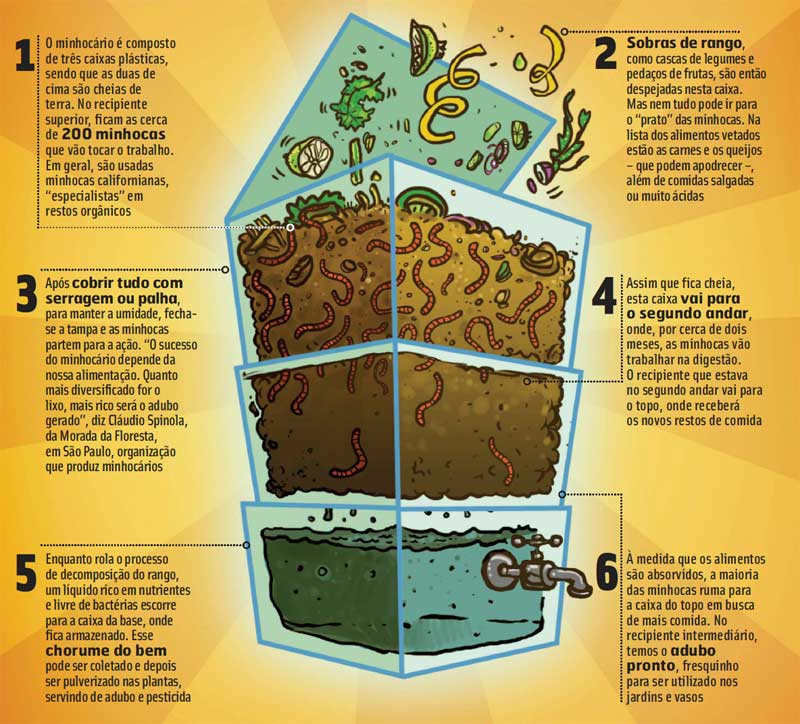 1
O minhocário é composto
de três caixas plásticas,
sendo que as duas de
cima são cheias de
terra. No recipiente
superior, ficam as cerca
de 200 minhocas
que vão tocar o trabalho.
Em geral, são usadas
minhocas californianas,
“especialistas” em
restos orgânicos
2
Sobras de rango,
como cascas de legumes e
pedaços de frutas, são então
despejadas nesta caixa.
Mas nem tudo pode ir para
o “prato” das minhocas. Na
lista dos alimentos vetados
estão as carnes e os queijos
– que podem apodrecer –,
além de comidas salgadas
ou muito ácidas
3
Após cobrir tudo com
serragem ou palha,
para manter a umidade, fecha-
se a tampa e as minhocas
partem para a ação. “O sucesso
do minhocário depende da
nossa alimentação. Quanto
mais diversificado for o
lixo, mais rico será o adubo
gerado”, diz Cláudio Spinola,
da Morada da Floresta,
em São Paulo, organização
que produz minhocários
4
Assim que fica cheia,
esta caixa vai para
o segundo andar,
onde, por cerca de dois
meses, as minhocas vão
trabalhar na digestão.
O recipiente que estava
no segundo andar vai para
o topo, onde receberá
os novos restos de comida
5
Enquanto rola o processo
de decomposição do rango,
um líquido rico em nutrientes
e livre de bactérias escorre
para a caixa da base, onde
fica armazenado. Esse
chorume do bem
pode ser coletado e depois
ser pulverizado nas plantas,
servindo de adubo e pesticida
6
À medida que os alimentos
são absorvidos, a maioria
das minhocas ruma para
a caixa do topo em busca
de mais comida. No
recipiente intermediário,
temos o adubo
pronto, fresquinho
para ser utilizado nos
jardins e vasos